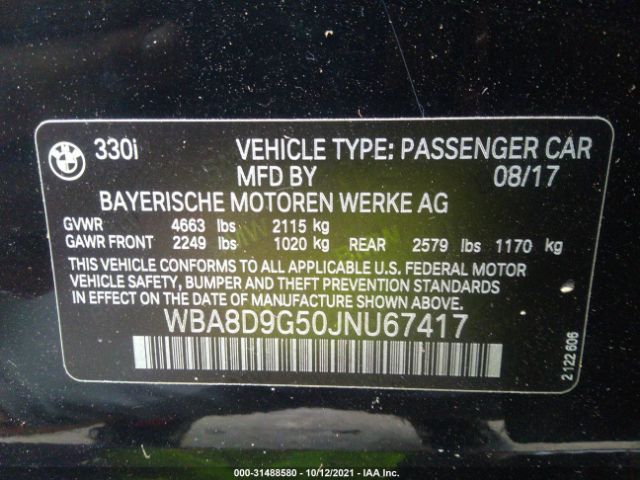 BMW 330i VEHICLE TYPE: PASSENGER CAR
MFD BY 08/17
BAYERISCHE MOTOREN WERKE AG
GVWR 4663 lbs 2115 kg
GAWR FRONT 2249 lbs 1020 kg REAR 2579 lbs 1170 kg
THIS VEHICLE CONFORMS TO ALL APPLICABLE U.S. FEDERAL MOTOR
VEHICLE SAFETY, BUMPER AND THEFT PREVENTION STANDARDS
IN EFFECT ON THE DATE OF MANUFACTURE SHOWN ABOVE.
WBA8D9G50JNU67417
2122606
000-31488580 - 10/12/2021 - IAA Inc.